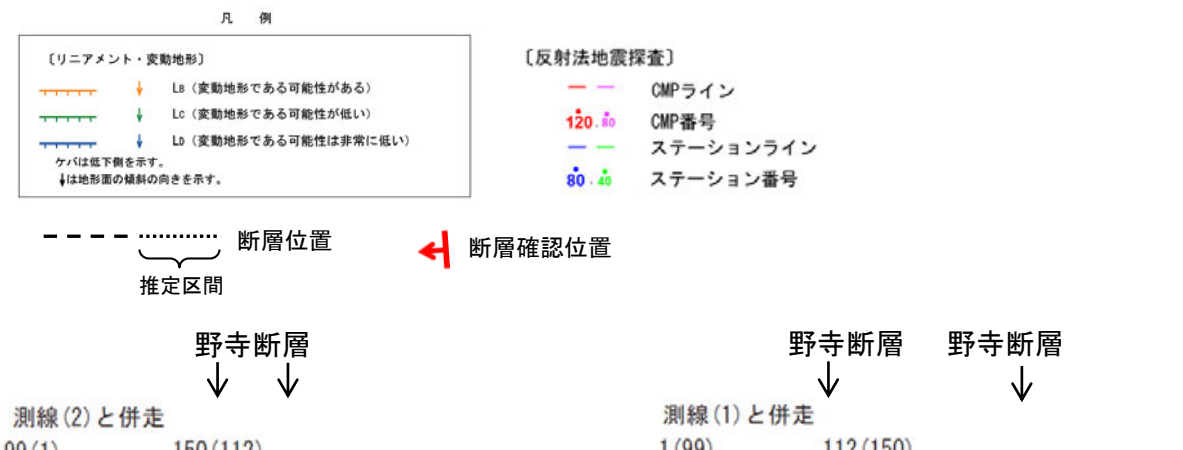 凡 例
〔リニアメント・変動地形〕
LB（変動地形である可能性がある）
LC（変動地形である可能性が低い）
LD（変動地形である可能性は非常に低い）
ケバは低下側を示す。
↓は地形面の傾斜の向きを示す。
〔反射法地震探査〕
CMPライン
120 . 80 CMP番号
ステーションライン
80 . 40 ステーション番号
断層位置
推定区間
断層確認位置
野寺断層
測線(2)と併走
99(1) 150(112)
野寺断層 野寺断層
測線(1)と併走
1(99) 112(150)